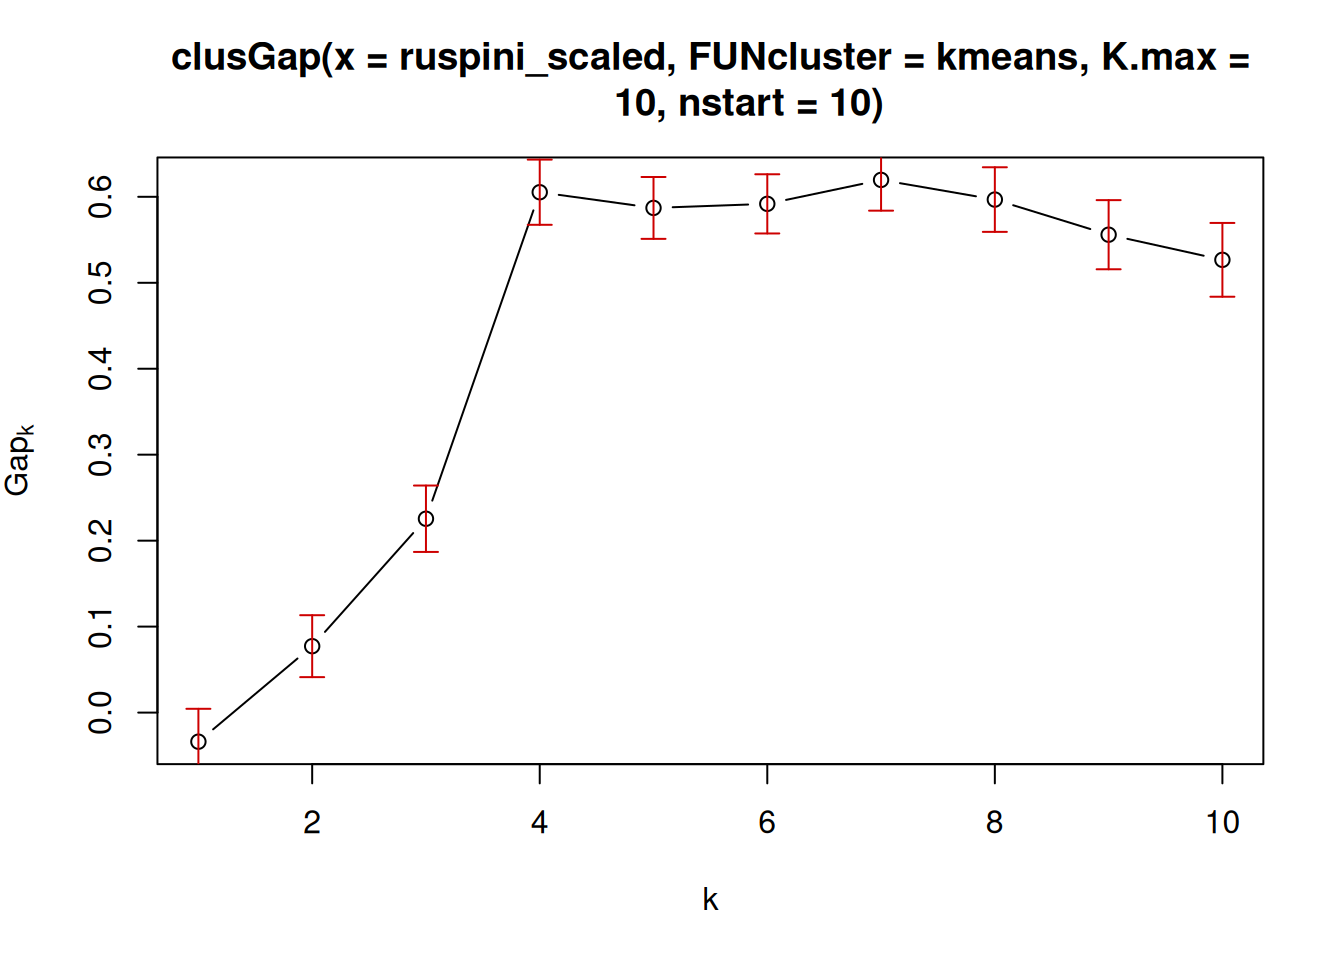 clusGap(x = ruspini_scaled, FUNcluster = kmeans, K.max =
10, nstart = 10)
Gapk
0.6
0.5
0.4
0.3
0.2
0.1
0.0
2 4 6 8 10
k